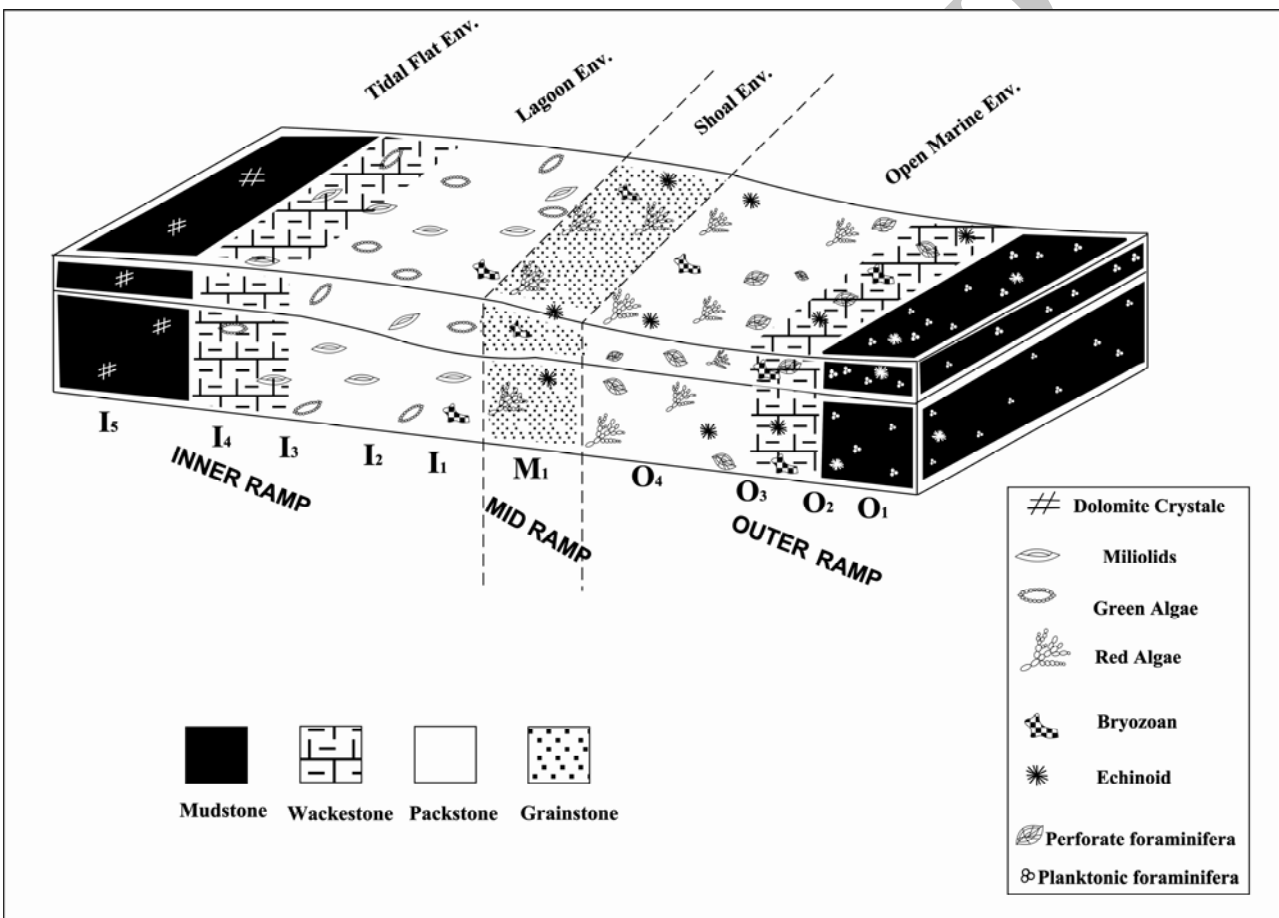 Tidal Flat Env.
Lagoon Env.
Shoal Env.
Open Marine Env.
I5
I4
I3
I2
I1
M1
O4
O3
O2
O1
INNER RAMP
MID RAMP
OUTER RAMP
Dolomite Crystale
Miliolids
Green Algae
Red Algae
Bryozoan
Echinoid
Perforate foraminifera
Planktonic foraminifera
Mudstone
Wackestone
Packstone
Grainstone